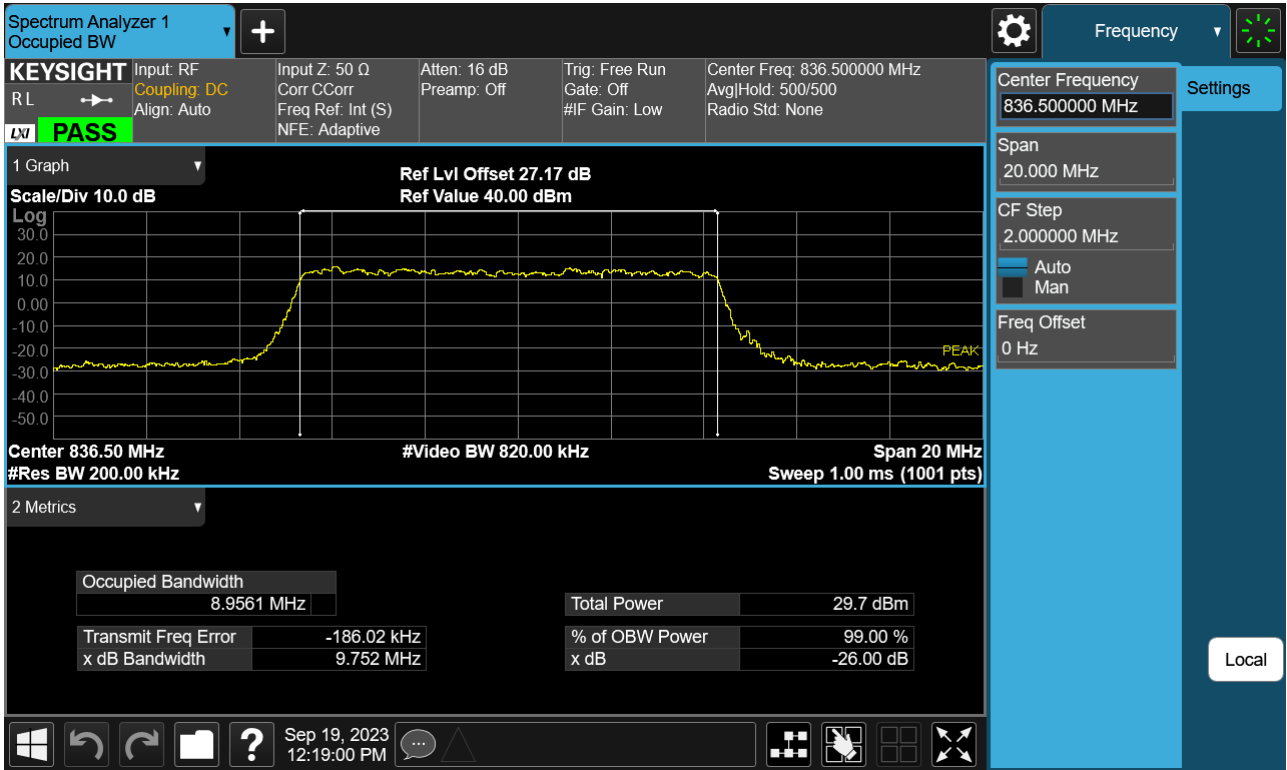 Spectrum Analyzer 1
Occupied BW
+
Frequency
KEYSIGHT
RL
LXI PASS
Input: RF
Coupling: DC
Align: Auto
Input Z: 50 Ω
Corr CCorr
Freq Ref: Int (S)
NFE: Adaptive
Atten: 16 dB
Preamp: Off
Trig: Free Run
Gate: Off
#IF Gain: Low
Center Freq: 836.500000 MHz
Avg|Hold: 500/500
Radio Std: None
1 Graph
Scale/Div 10.0 dB
Ref Lvl Offset 27.17 dB
Ref Value 40.00 dBm
Log
30.0
20.0
10.0
0.00
-10.0
-20.0
-30.0
-40.0
-50.0
PEAK
Center 836.50 MHz
#Video BW 820.00 kHz
Span 20 MHz
#Res BW 200.00 kHz
Sweep 1.00 ms (1001 pts)
2 Metrics
Occupied Bandwidth
8.9561 MHz
Transmit Freq Error -186.02 kHz
x dB Bandwidth 9.752 MHz
Total Power 29.7 dBm
% of OBW Power 99.00 %
x dB -26.00 dB
Center Frequency
836.500000 MHz
Span
20.000 MHz
CF Step
2.000000 MHz
Auto
Man
Freq Offset
0 Hz
Settings
Local
?
Sep 19, 2023
12:19:00 PM